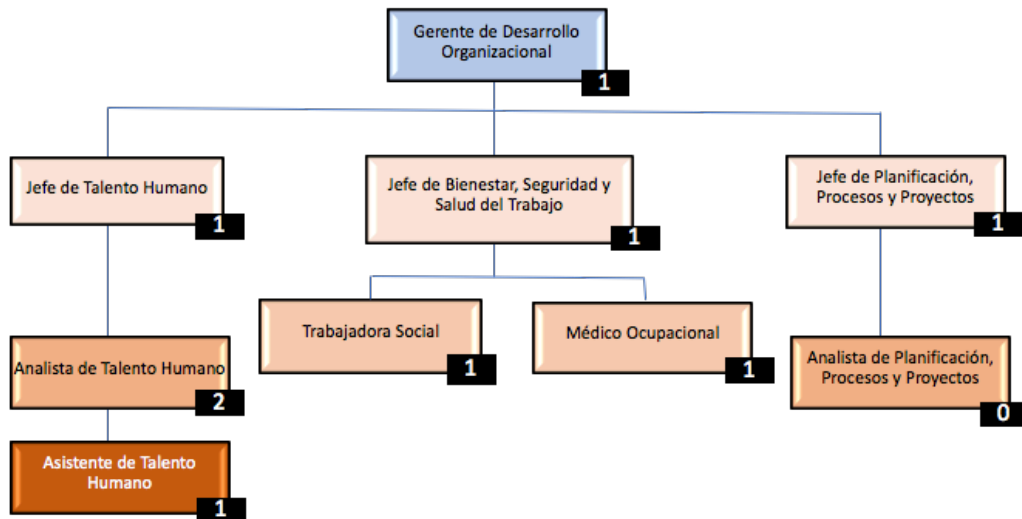 Gerente de Desarrollo
Organizacional
1
Jefe de Talento Humano
1
Jefe de Bienestar, Seguridad y
Salud del Trabajo
1
Jefe de Planificación,
Procesos y Proyectos
1
Trabajadora Social
1
Médico Ocupacional
1
Analista de Talento Humano
2
Analista de Planificación,
Procesos y Proyectos
0
Asistente de Talento
Humano
1